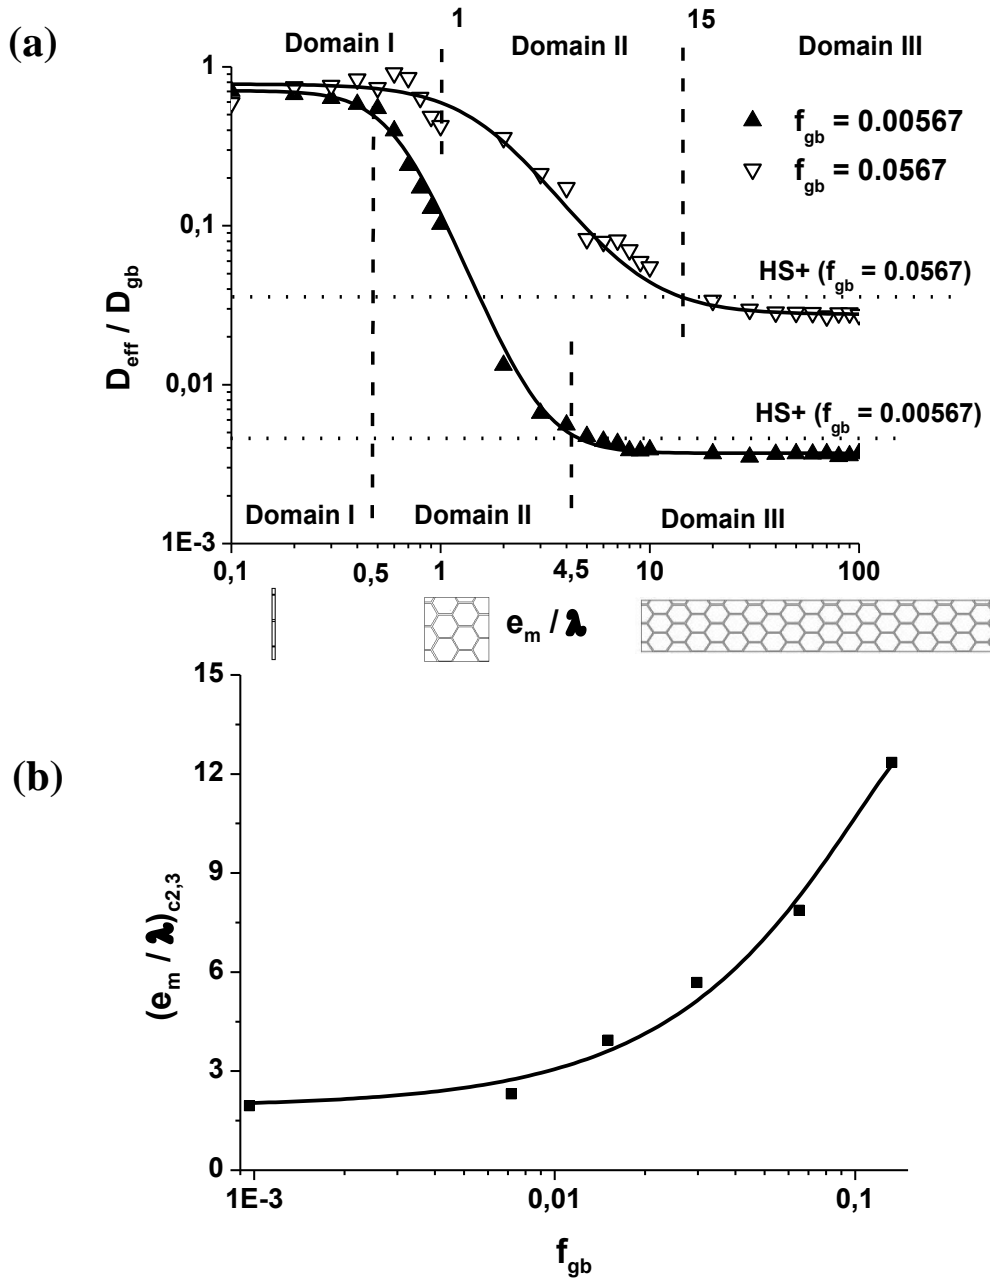 (a)
1
15
Domain I
Domain II
Domain III
1
f_gb = 0.00567
f_gb = 0.0567
0,1
HS+ (f_gb = 0.0567)
D_eff / D_gb
0,01
HS+ (f_gb = 0.00567)
Domain I
Domain II
Domain III
1E-3
0,1
0,5
1
4,5
10
100
e_m / λ
(b)
15
12
9
6
3
0
(e_m / λ)_c2,3
1E-3
0,01
0,1
f_gb